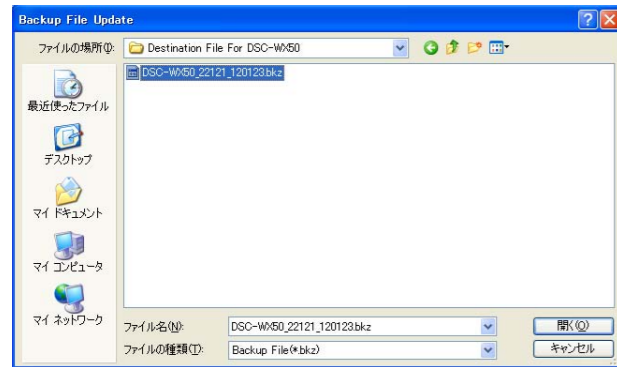 Backup File Update
ファイルの場所(I):
Destination File For DSC-WX50
DSC-WX50_22121_120123.bkz
最近使ったファイル
デスクトップ
マイ ドキュメント
マイ コンピュータ
マイ ネットワーク
ファイル名(N):
DSC-WX50_22121_120123.bkz
開く(O)
ファイルの種類(T):
Backup File(*.bkz)
キャンセル